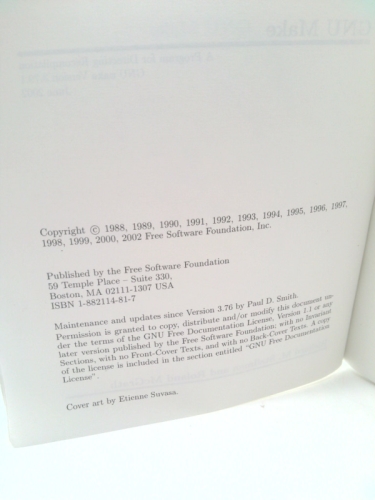 Copyright © 1988, 1989, 1990, 1991, 1992, 1993, 1994, 1995, 1996, 1997,
1998, 1999, 2000, 2002 Free Software Foundation, Inc.
Published by the Free Software Foundation
59 Temple Place – Suite 330,
Boston, MA 02111-1307 USA
ISBN 1-882114-81-7
Maintenance and updates since Version 3.76 by Paul D. Smith.
Permission is granted to copy, distribute and/or modify this document un-
der the terms of the GNU Free Documentation License, Version 1.1 or any
later version published by the Free Software Foundation; with no Invariant
Sections, with no Front-Cover Texts, and with no Back-Cover Texts. A copy
of the license is included in the section entitled "GNU Free Documentation
License".
Cover art by Etienne Suvasa.